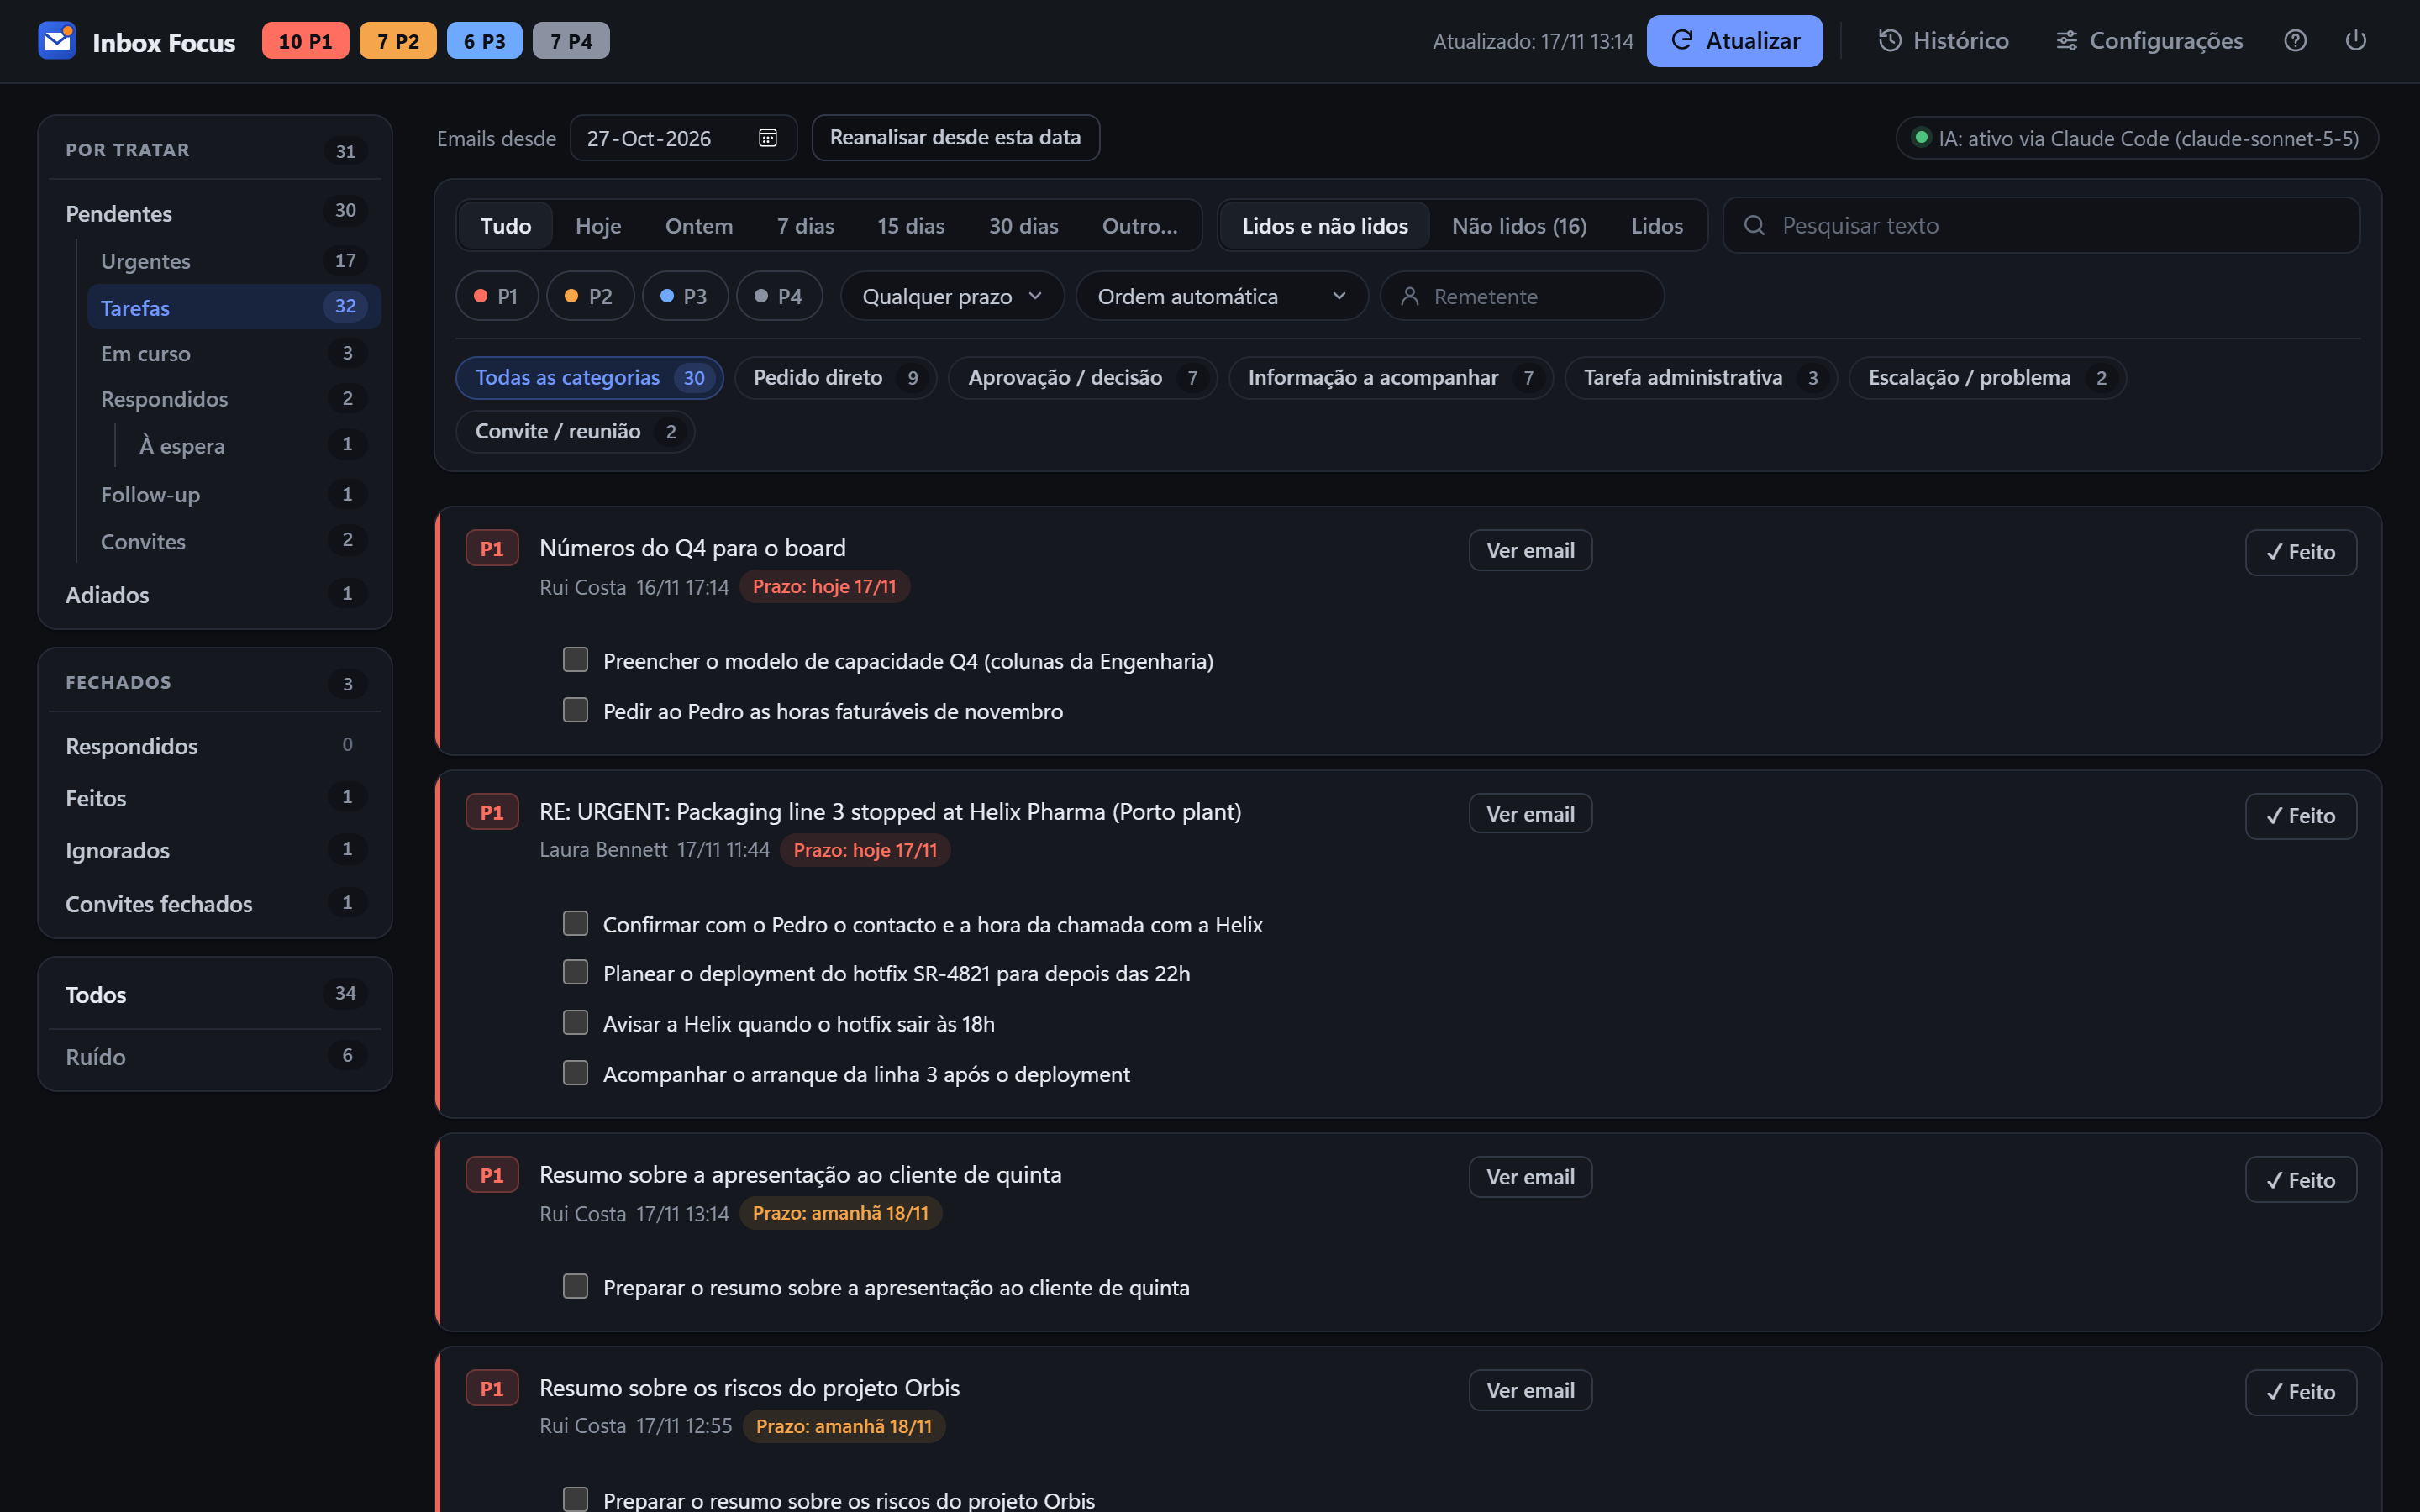 Inbox Focus 10 P1 7 P2 6 P3 7 P4
Atualizado: 17/11 13:14 Atualizar Histórico Configurações
POR TRATAR 31
Pendentes 30
Urgentes 17
Tarefas 32
Em curso 3
Respondidos 2
À espera 1
Follow-up 1
Convites 2
Adiados 1
FECHADOS 3
Respondidos 0
Feitos 1
Ignorados 1
Convites fechados 1
Todos 34
Ruído 6
Emails desde 27-Oct-2026 Reanalisar desde esta data
IA: ativo via Claude Code (claude-sonnet-5-5)
Tudo Hoje Ontem 7 dias 15 dias 30 dias Outro... Lidos e não lidos Não lidos (16) Lidos Pesquisar texto
P1 P2 P3 P4 Qualquer prazo Ordem automática Remetente
Todas as categorias 30 Pedido direto 9 Aprovação / decisão 7 Informação a acompanhar 7 Tarefa administrativa 3 Escalação / problema 2
Convite / reunião 2
P1 Números do Q4 para o board Ver email ✓ Feito
Rui Costa 16/11 17:14 Prazo: hoje 17/11
Preencher o modelo de capacidade Q4 (colunas da Engenharia)
Pedir ao Pedro as horas faturáveis de novembro
P1 RE: URGENT: Packaging line 3 stopped at Helix Pharma (Porto plant) Ver email ✓ Feito
Laura Bennett 17/11 11:44 Prazo: hoje 17/11
Confirmar com o Pedro o contacto e a hora da chamada com a Helix
Planear o deployment do hotfix SR-4821 para depois das 22h
Avisar a Helix quando o hotfix sair às 18h
Acompanhar o arranque da linha 3 após o deployment
P1 Resumo sobre a apresentação ao cliente de quinta Ver email ✓ Feito
Rui Costa 17/11 13:14 Prazo: amanhã 18/11
Preparar o resumo sobre a apresentação ao cliente de quinta
P1 Resumo sobre os riscos do projeto Orbis Ver email ✓ Feito
Rui Costa 17/11 12:55 Prazo: amanhã 18/11
Preparar o resumo sobre os riscos do projeto Orbis